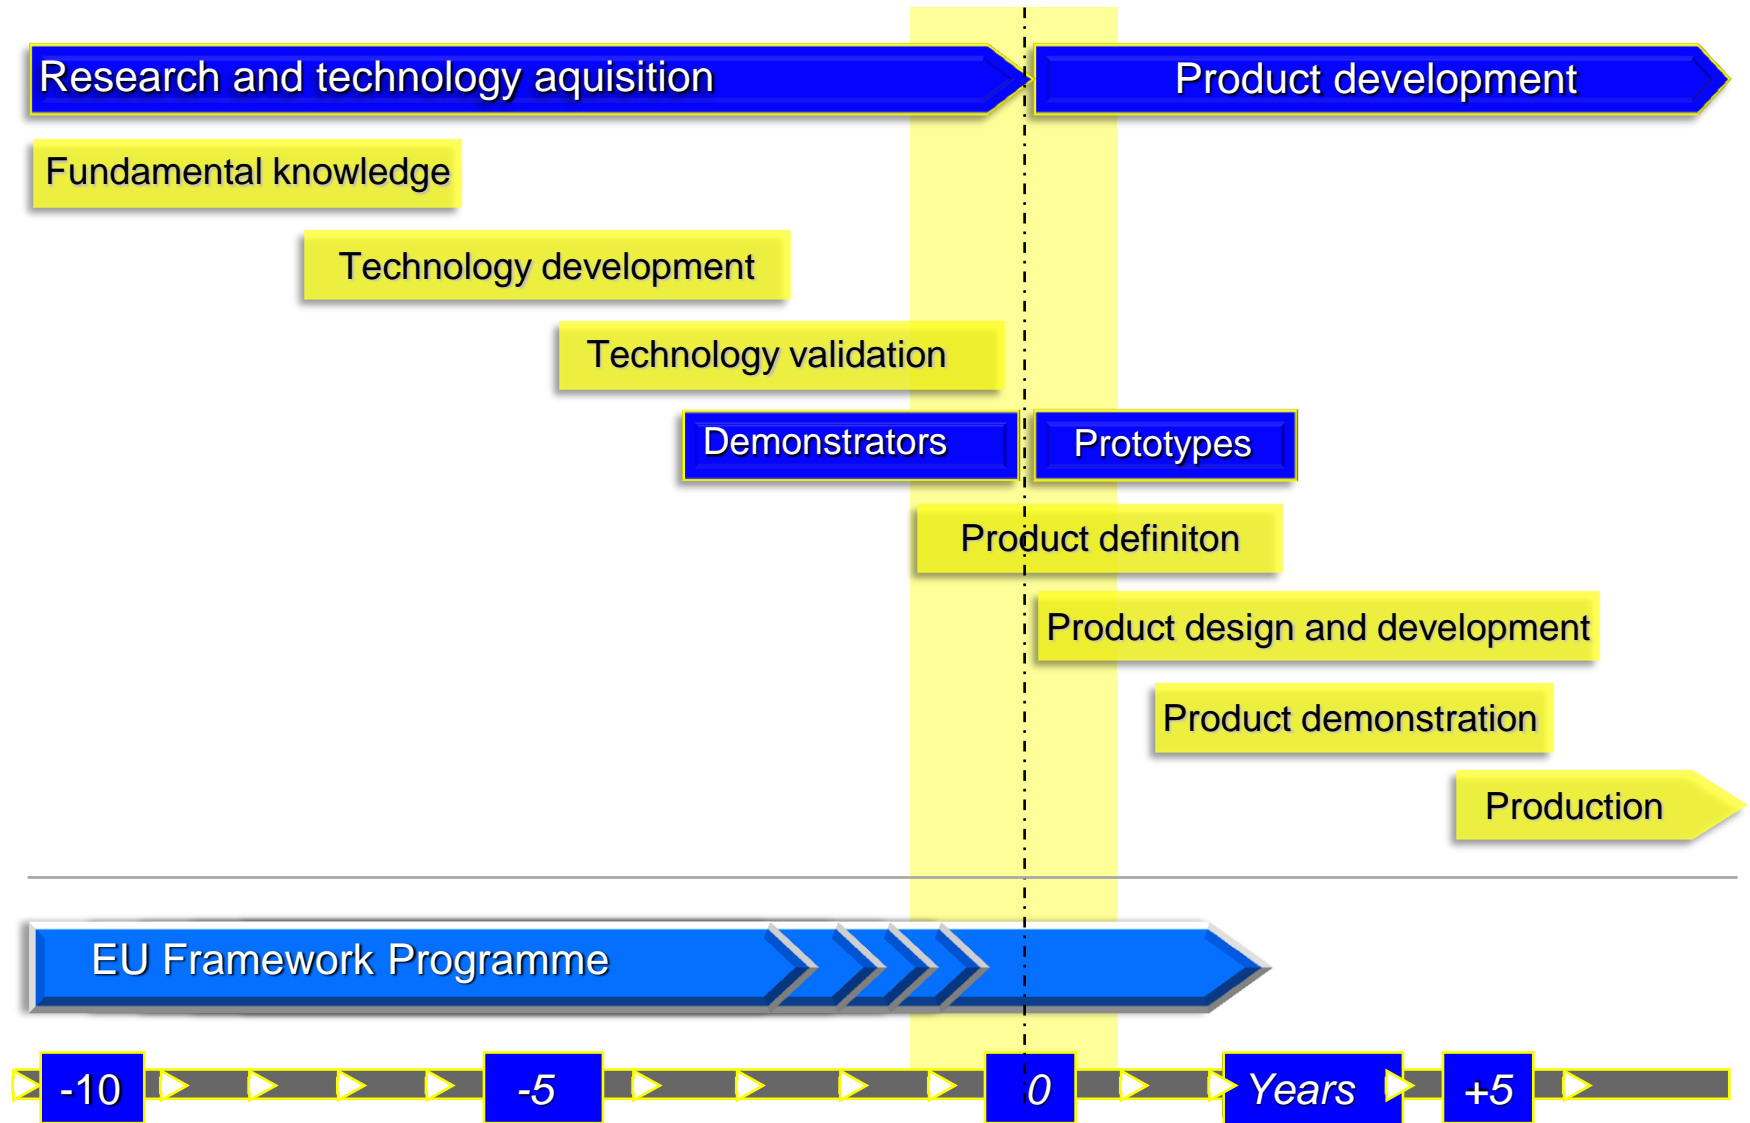 Research and technology aquisition
Product development
Fundamental knowledge
Technology development
Technology validation
Demonstrators
Prototypes
Product definiton
Product design and development
Product demonstration
Production
EU Framework Programme
-10
-5
0
Years
+5